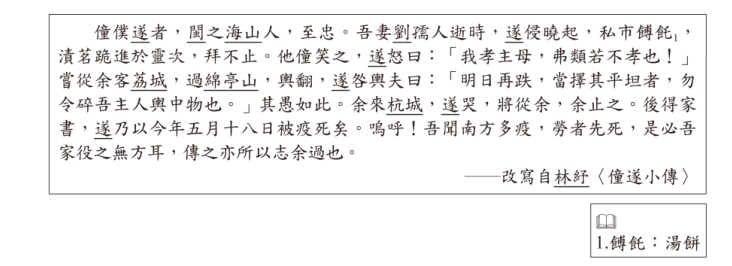 僮僕遂者，閩之海山人，至忠。吾妻劉孺人逝時，遂侵曉起，私市餺飥1，
漬茗跪進於靈次，拜不止。他僮笑之，遂怒曰：「我孝主母，弗類若不孝也！」
嘗從余客荔城，過綿亭山，輿翻，遂咎輿夫曰：「明日再跌，當擇其平坦者，勿
令碎吾主人輿中物也。」其愚如此。余來杭城，遂哭，將從余，余止之。後得家
書，遂乃以今年五月十八日被疫死矣。嗚呼！吾聞南方多疫，勞者先死，是必吾
家役之無方耳，傳之亦所以志余過也。
——改寫自林紓〈僮遂小傳〉
1.餺飥：湯餅